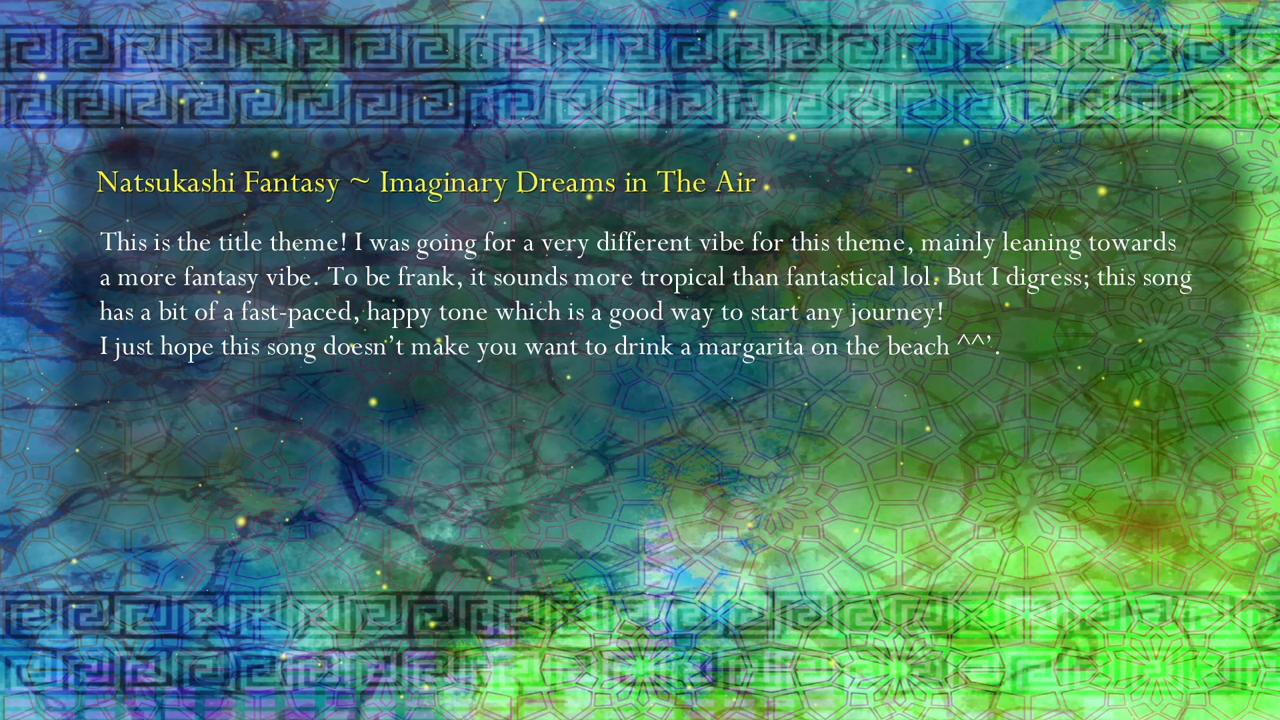 Natsukashi Fantasy ~ Imaginary Dreams in The Air
This is the title theme! I was going for a very different vibe for this theme, mainly leaning towards
a more fantasy vibe. To be frank, it sounds more tropical than fantastical lol. But I digress; this song
has a bit of a fast-paced, happy tone which is a good way to start any journey!
I just hope this song doesn't make you want to drink a margarita on the beach ^^'.